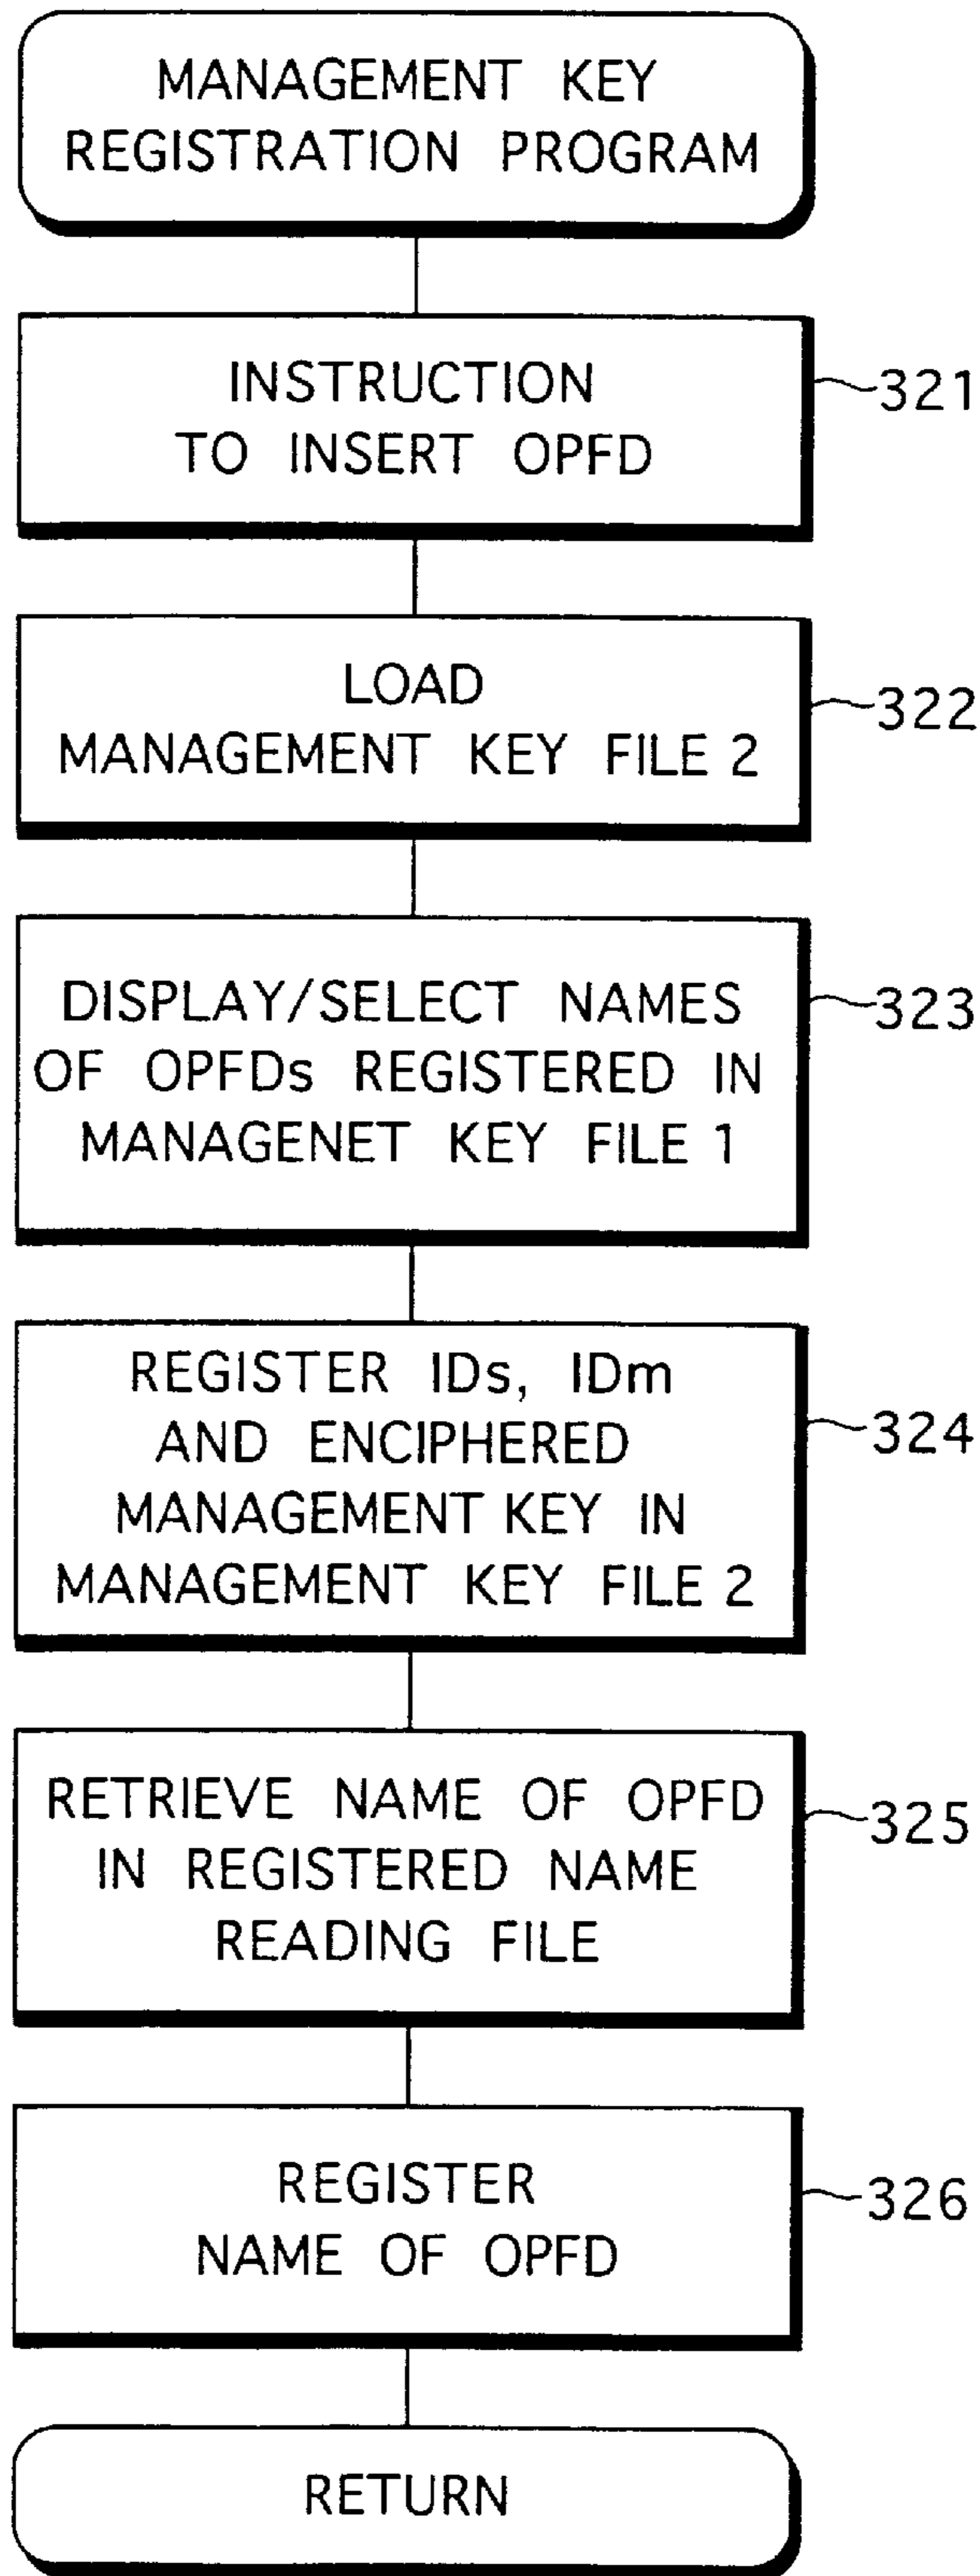 MANAGEMENT KEY
REGISTRATION PROGRAM
INSTRUCTION
TO INSERT OPFD
321
LOAD
MANAGEMENT KEY FILE 2
322
DISPLAY/SELECT NAMES
OF OPFDs REGISTERED IN
MANAGENET KEY FILE 1
323
REGISTER IDs, IDm
AND ENCIPHERED
MANAGEMENT KEY IN
MANAGEMENT KEY FILE 2
324
RETRIEVE NAME OF OPFD
IN REGISTERED NAME
READING FILE
325
REGISTER
NAME OF OPFD
326
RETURN